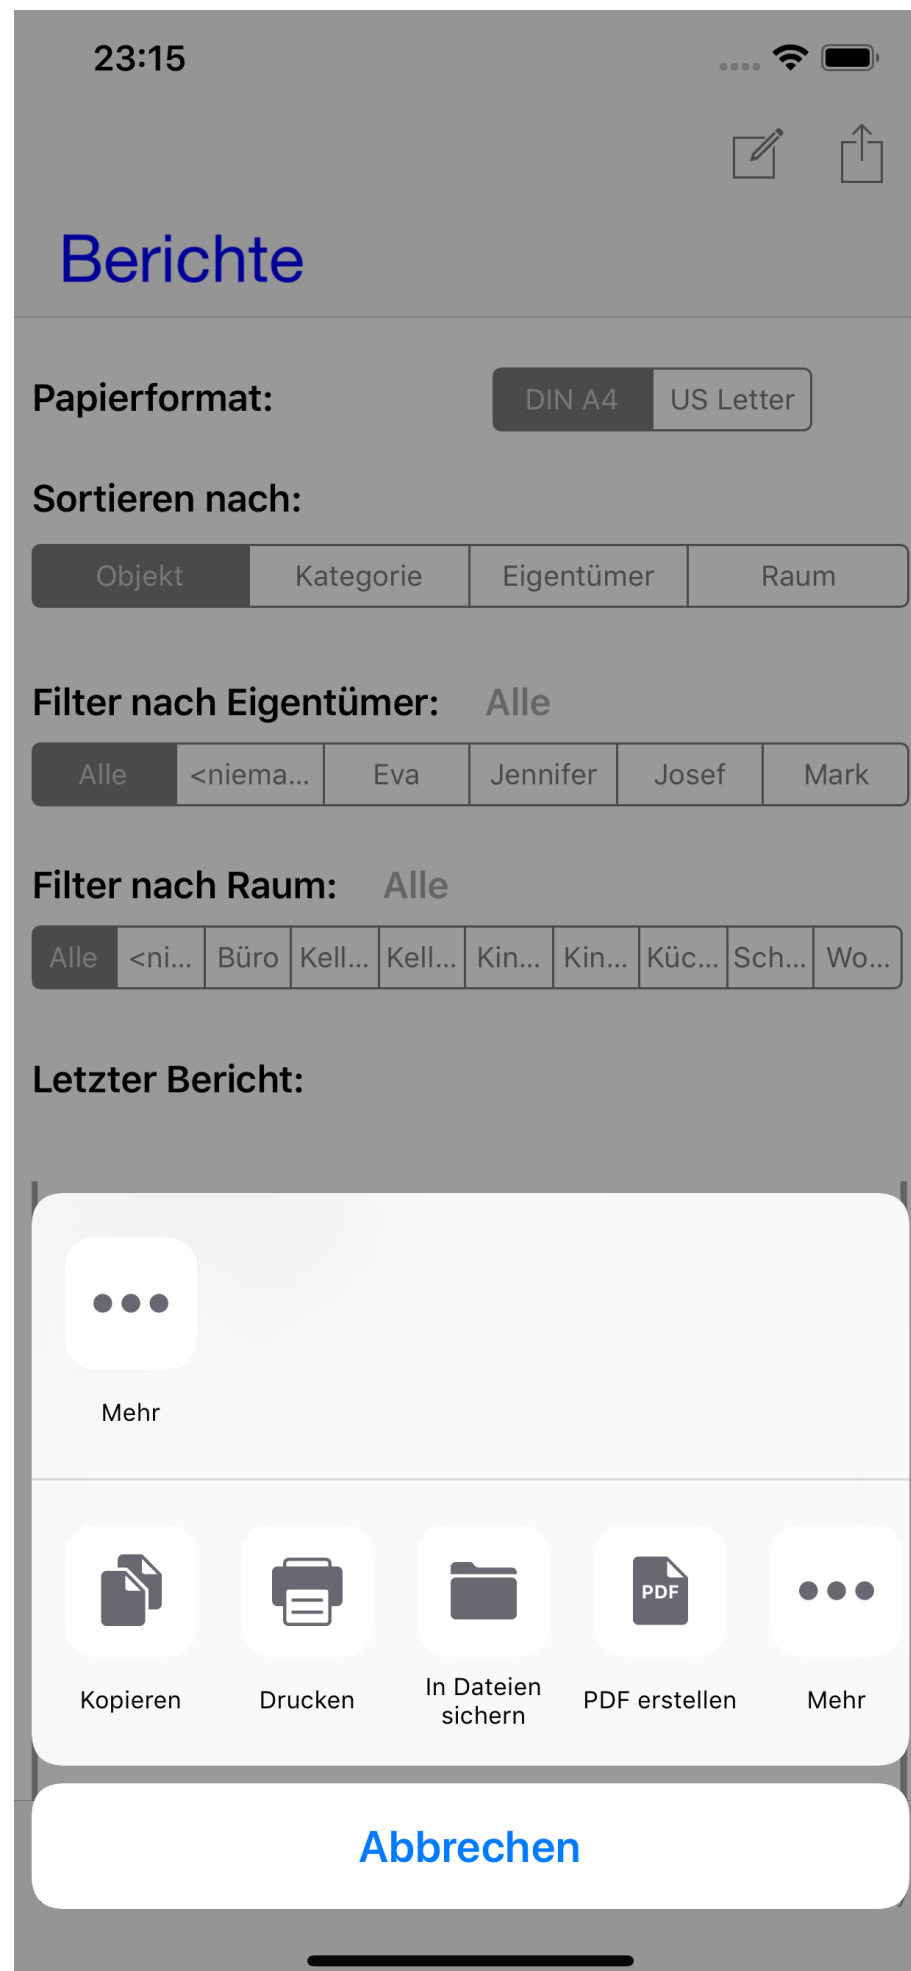 23:15
Berichte
Papierformat: DIN A4 US Letter
Sortieren nach:
Objekt Kategorie Eigentümer Raum
Filter nach Eigentümer: Alle
Alle <niema... Eva Jennifer Josef Mark
Filter nach Raum: Alle
Alle <ni... Büro Kell... Kell... Kin... Kin... Küc... Sch... Wo...
Letzter Bericht:
Mehr
PDF
Kopieren Drucken In Dateien sichern PDF erstellen Mehr
Abbrechen